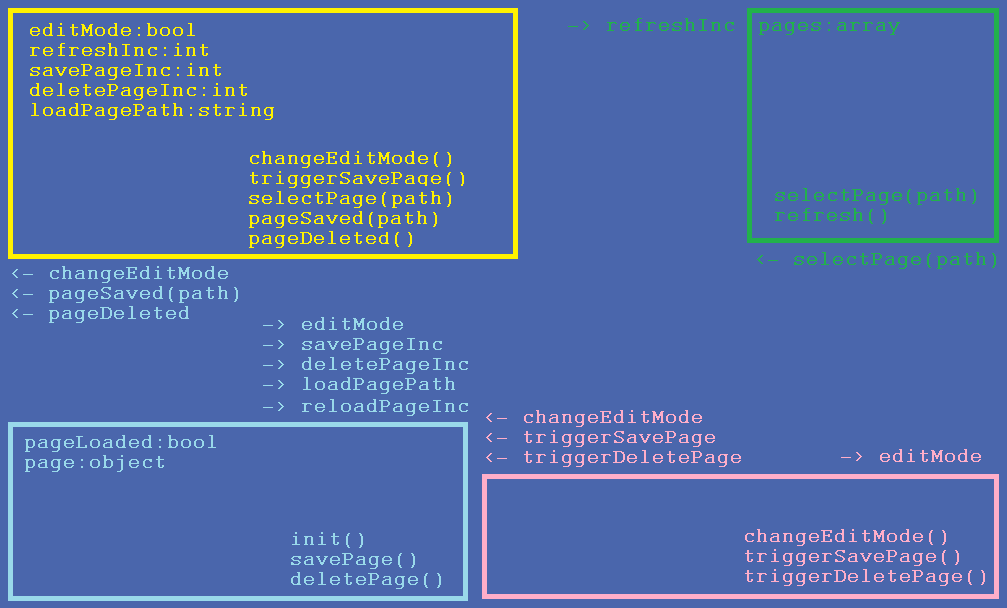 editMode:bool
refreshInc:int
savePageInc:int
deletePageInc:int
loadPagePath:string
changeEditMode()
triggerSavePage()
selectPage(path)
pageSaved(path)
pageDeleted()
-> refreshInc
pages:array
selectPage(path)
refresh()
<- selectPage(path)
<- changeEditMode
<- pageSaved(path)
<- pageDeleted
-> editMode
-> savePageInc
-> deletePageInc
-> loadPagePath
-> reloadPageInc
pageLoaded:bool
page:object
init()
savePage()
deletePage()
<- changeEditMode
<- triggerSavePage
<- triggerDeletePage
-> editMode
changeEditMode()
triggerSavePage()
triggerDeletePage()